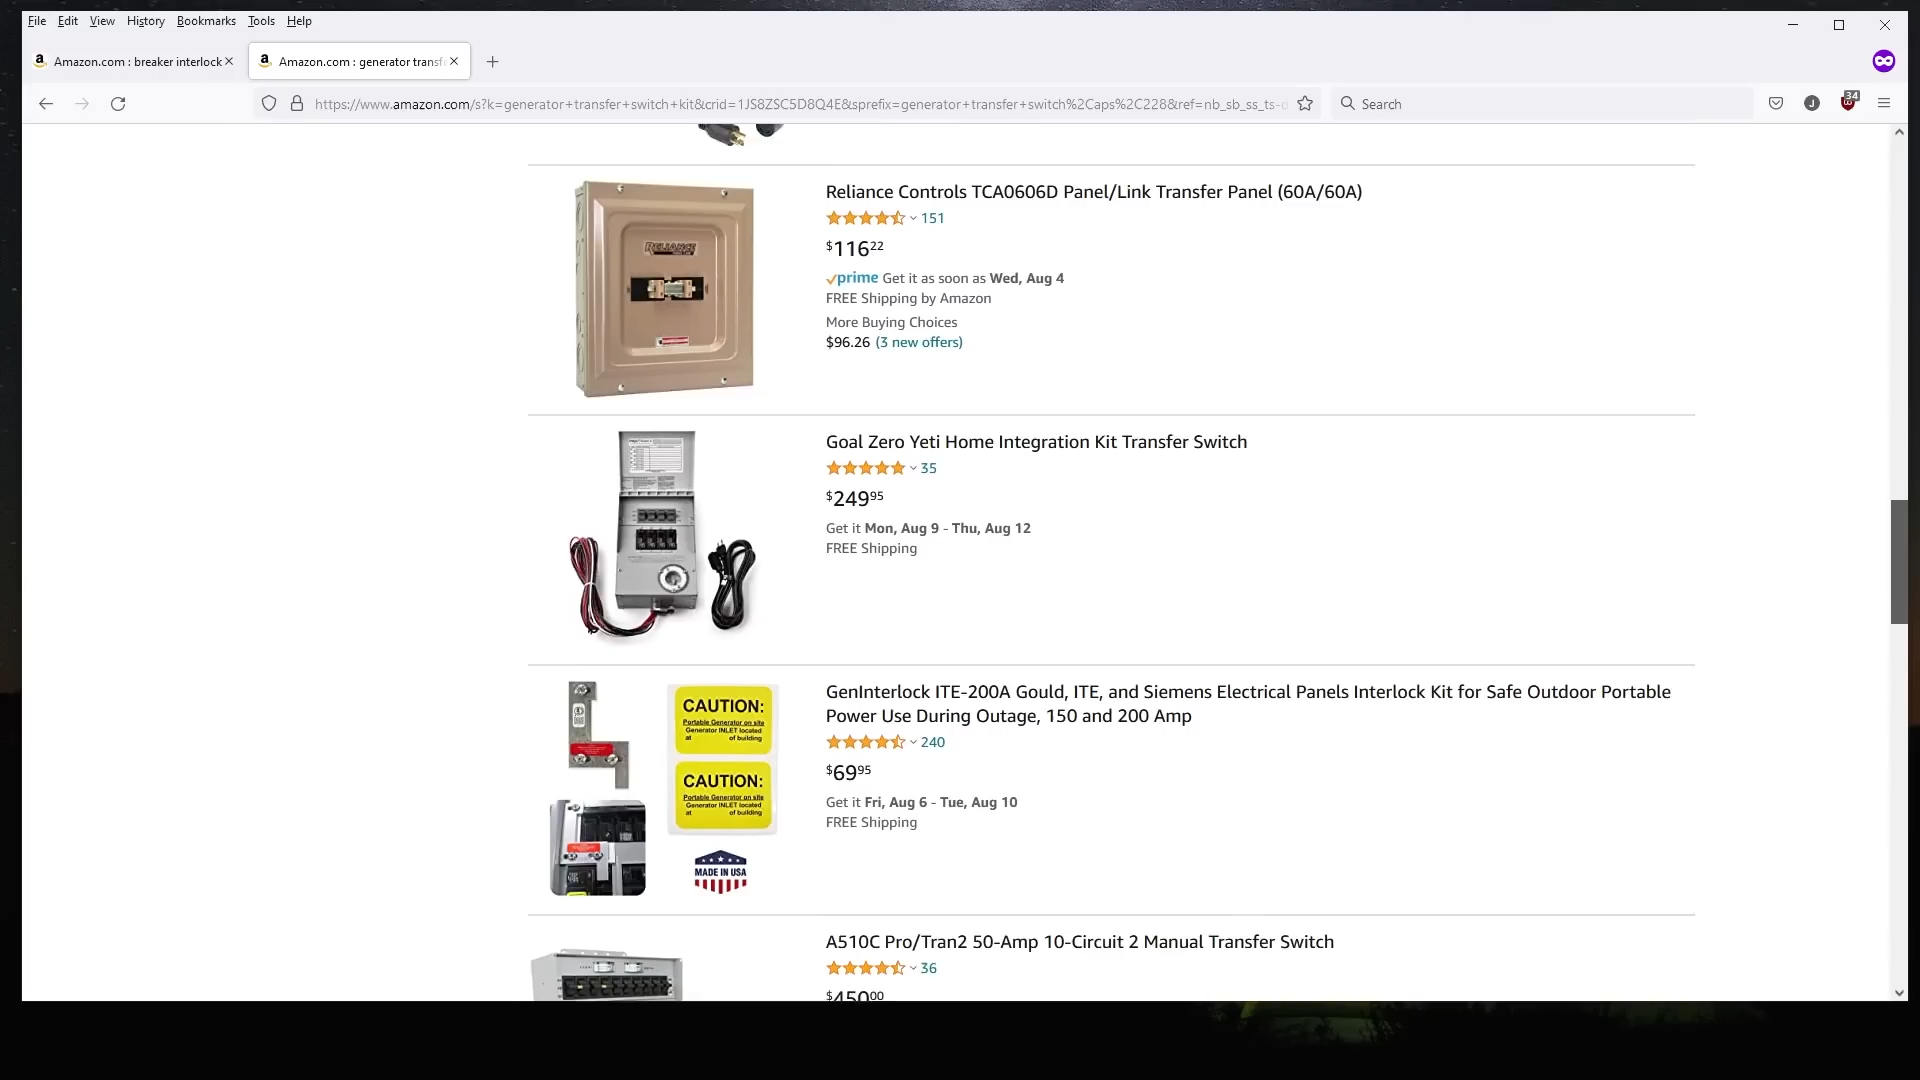 File Edit View History Bookmarks Tools Help
Amazon.com : breaker interlock
Amazon.com : generator transf
https://www.amazon.com/s?k=generator+transfer+switch+kit&crid=1JS8ZSC5D8Q4E&sprefix=generator+transfer+switch%2Caps%2C228&ref=nb_sb_ss_ts-d
Search
J
34
Reliance Controls TCA0606D Panel/Link Transfer Panel (60A/60A)
151
$116 22
prime Get it as soon as Wed, Aug 4
FREE Shipping by Amazon
More Buying Choices
$96.26 (3 new offers)
RELIANCE
Goal Zero Yeti Home Integration Kit Transfer Switch
35
$249 95
Get it Mon, Aug 9 - Thu, Aug 12
FREE Shipping
GenInterlock ITE-200A Gould, ITE, and Siemens Electrical Panels Interlock Kit for Safe Outdoor Portable
Power Use During Outage, 150 and 200 Amp
240
$69 95
Get it Fri, Aug 6 - Tue, Aug 10
FREE Shipping
CAUTION:
Portable Generator on site
Generator INLET located
at of building
CAUTION:
Portable Generator on site
Generator INLET located
at of building
MADE IN USA
A510C Pro/Tran2 50-Amp 10-Circuit 2 Manual Transfer Switch
36
$450 00